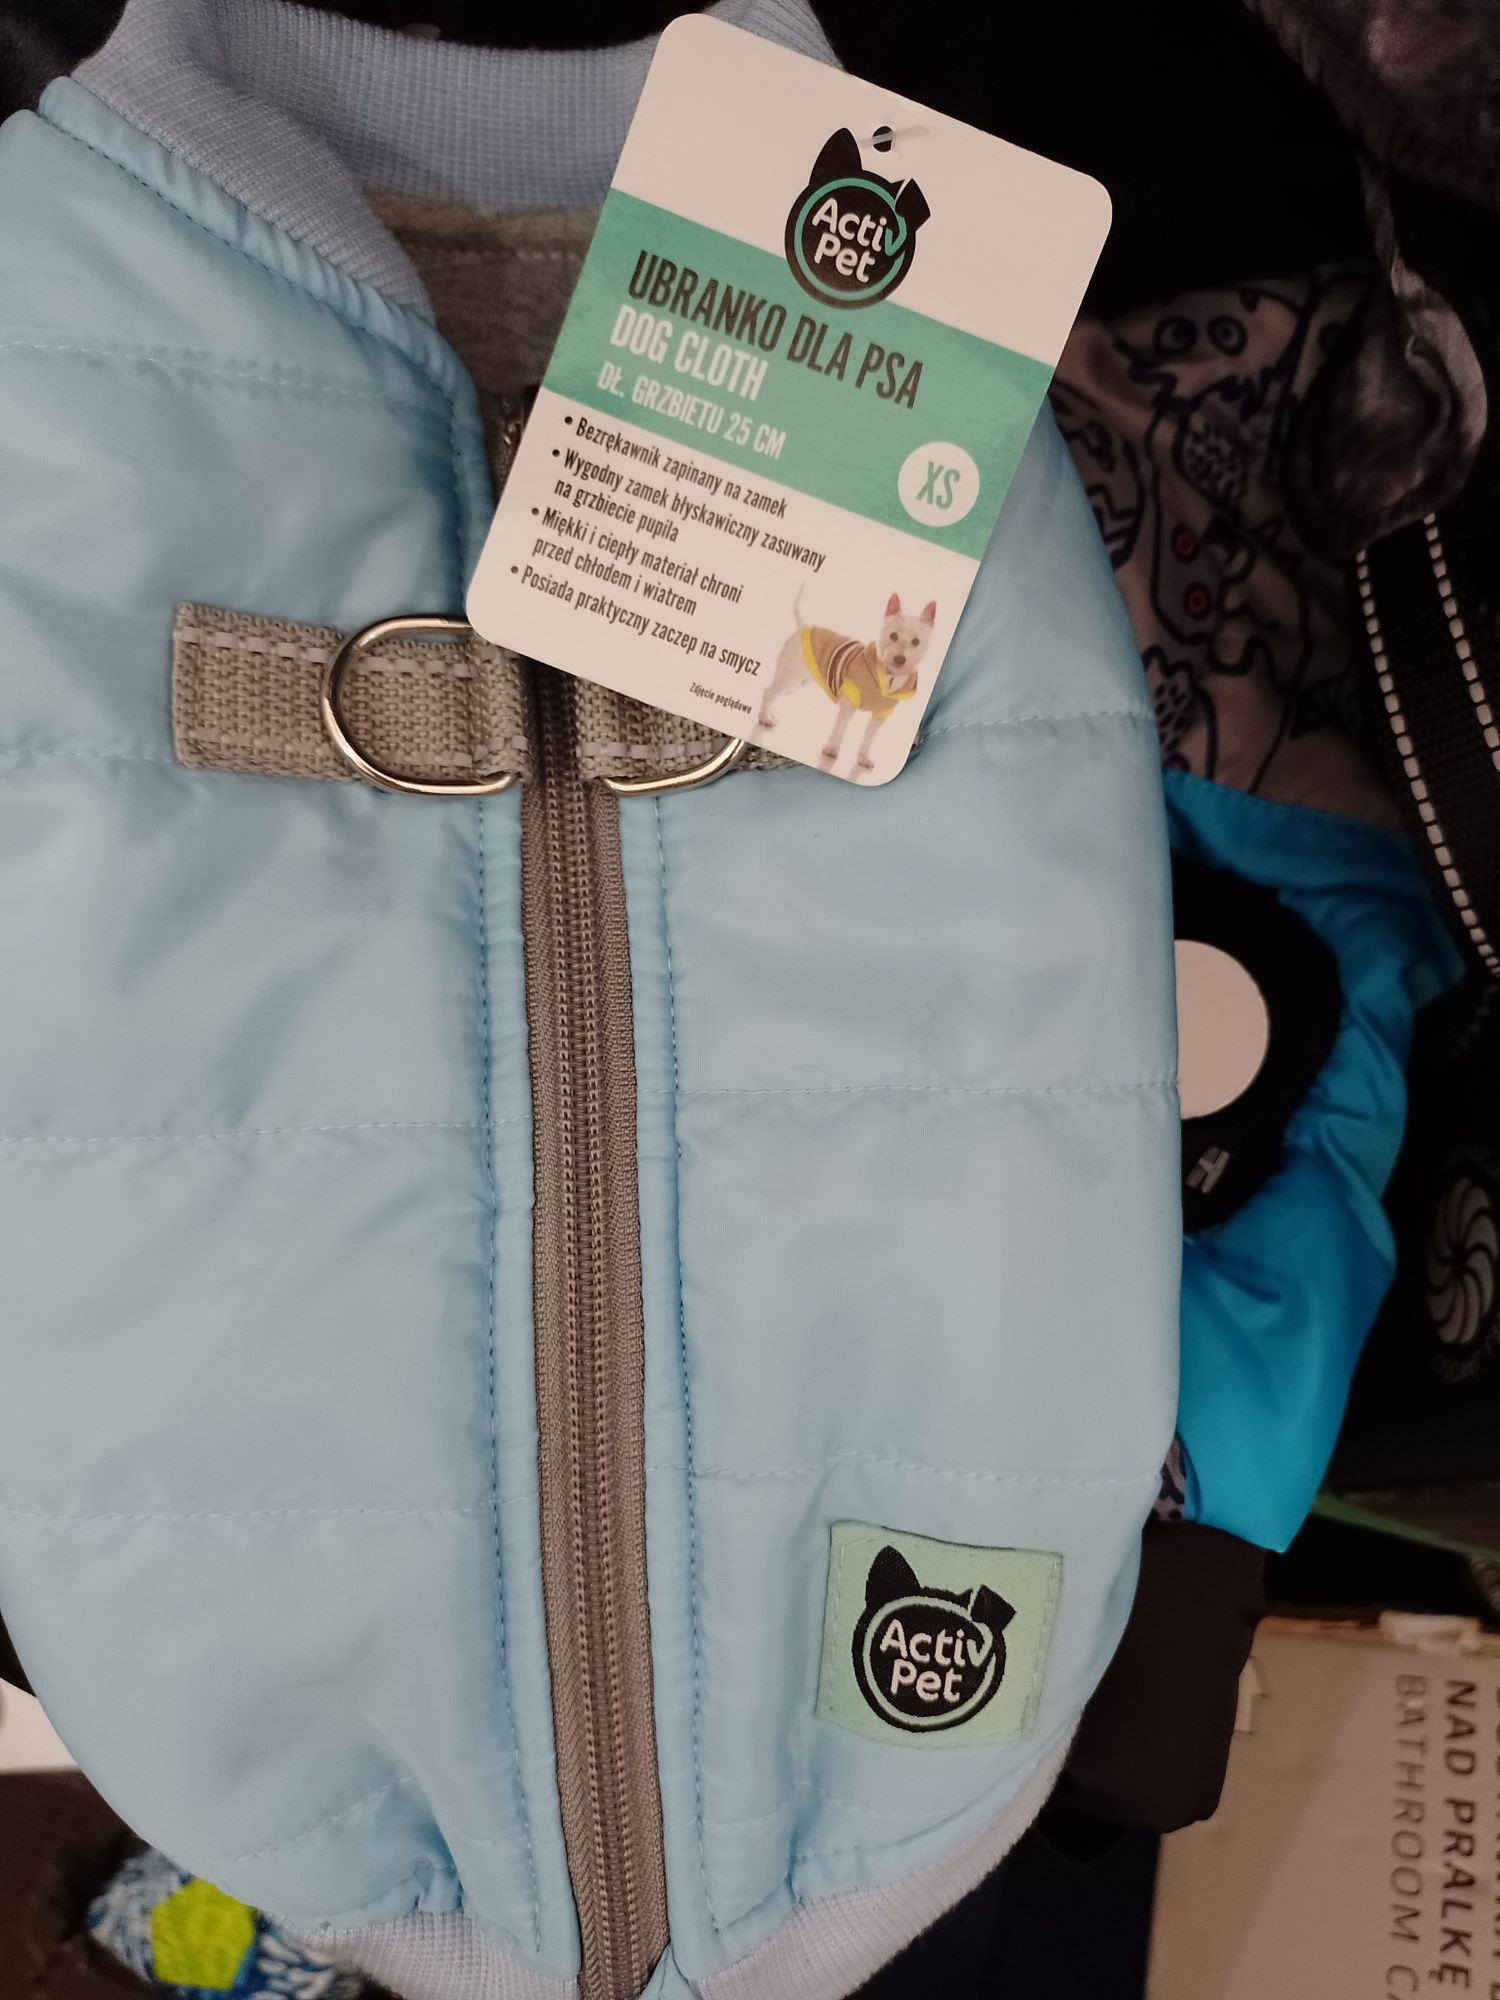 Activ
Pet
UBRANKO DLA PSA
DOG CLOTH
DŁ. GRZBIETU 25 CM
XS
• Bezrękawnik zapinany na zamek
• Wygodny zamek błyskawiczny zasuwany
na grzbiecie pupila
• Miękki i ciepły materiał chroni
przed chłodem i wiatrem
• Posiada praktyczny zaczep na smycz
Zdjęcie poglądowe
Activ
Pet
H
NAD PRALKĘ
BATHROOM